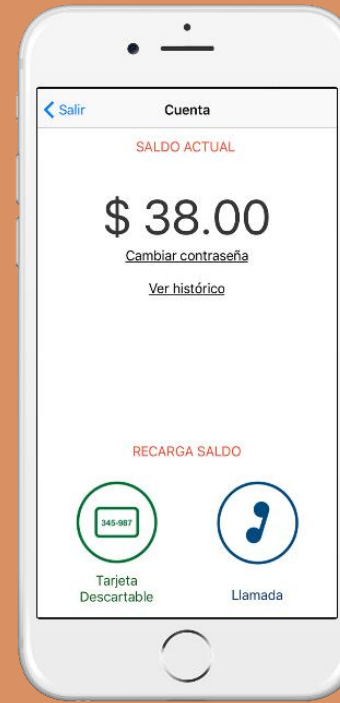 Salir
Cuenta
SALDO ACTUAL
$ 38.00
Cambiar contraseña
Ver histórico
RECARGA SALDO
345-987
Tarjeta
Descartable
Llamada